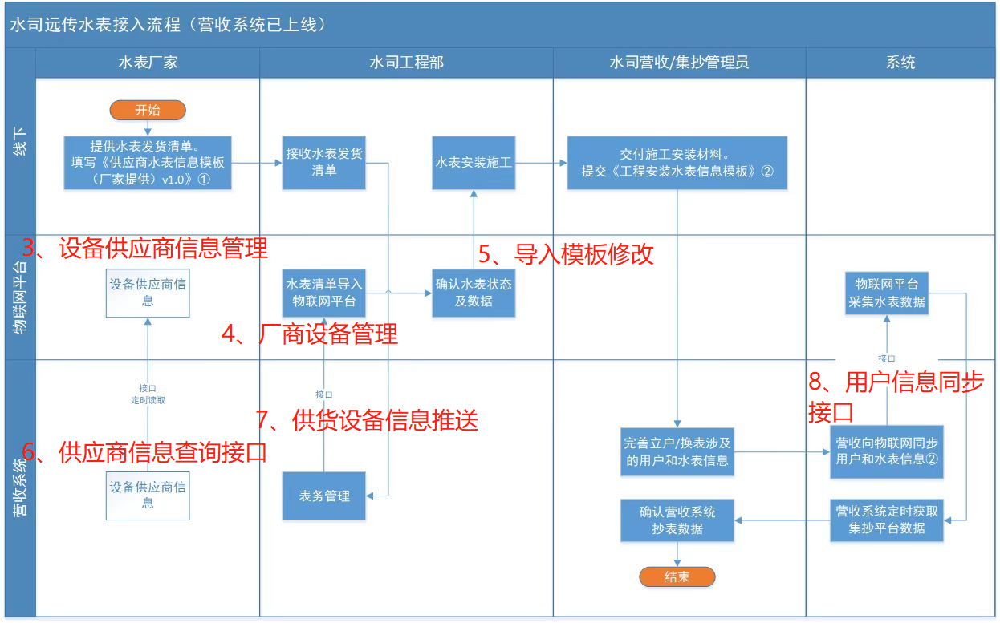 水司远传水表接入流程（营收系统已上线）
水表厂家
水司工程部
水司营收/集抄管理员
系统
线下
开始
提供水表发货清单。
填写《供应商水表信息模板
（厂家提供）v1.0》①
接收水表发货
清单
水表安装施工
交付施工安装材料。
提交《工程安装水表信息模板》②
物联网平台
3、设备供应商信息管理
设备供应商信
息
水表清单导入
物联网平台
4、厂商设备管理
5、导入模板修改
确认水表状态
及数据
物联网平台
采集水表数据
营收系统
接口
定时读取
接口
接口
6、供应商信息查询接口
7、供货设备信息推送
8、用户信息同步
接口
设备供应商信
息
表务管理
完善立户/换表涉及
的用户和水表信息
营收向物联网同步
用户和水表信息②
确认营收系统
抄表数据
营收系统定时获取
集抄平台数据
结束